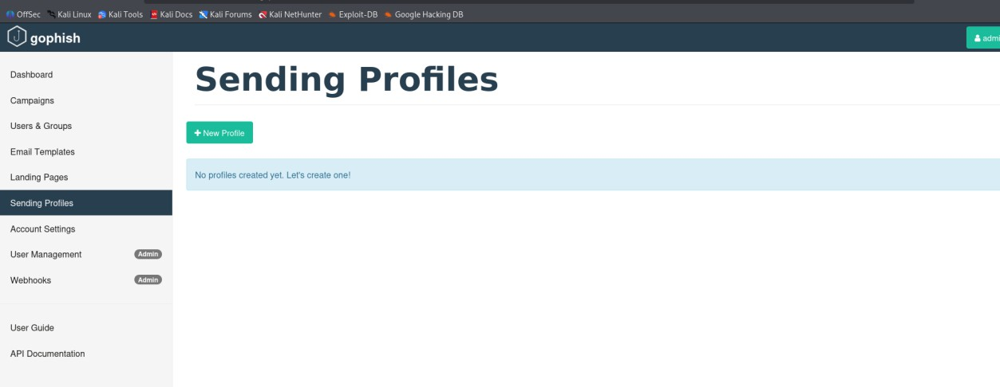 OffSec Kali Linux Kali Tools Kali Docs Kali Forums Kali NetHunter Exploit-DB Google Hacking DB
gophish
admi
Dashboard
Sending Profiles
Campaigns
Users & Groups
+ New Profile
Email Templates
Landing Pages
No profiles created yet. Let's create one!
Sending Profiles
Account Settings
User Management Admin
Webhooks Admin
User Guide
API Documentation